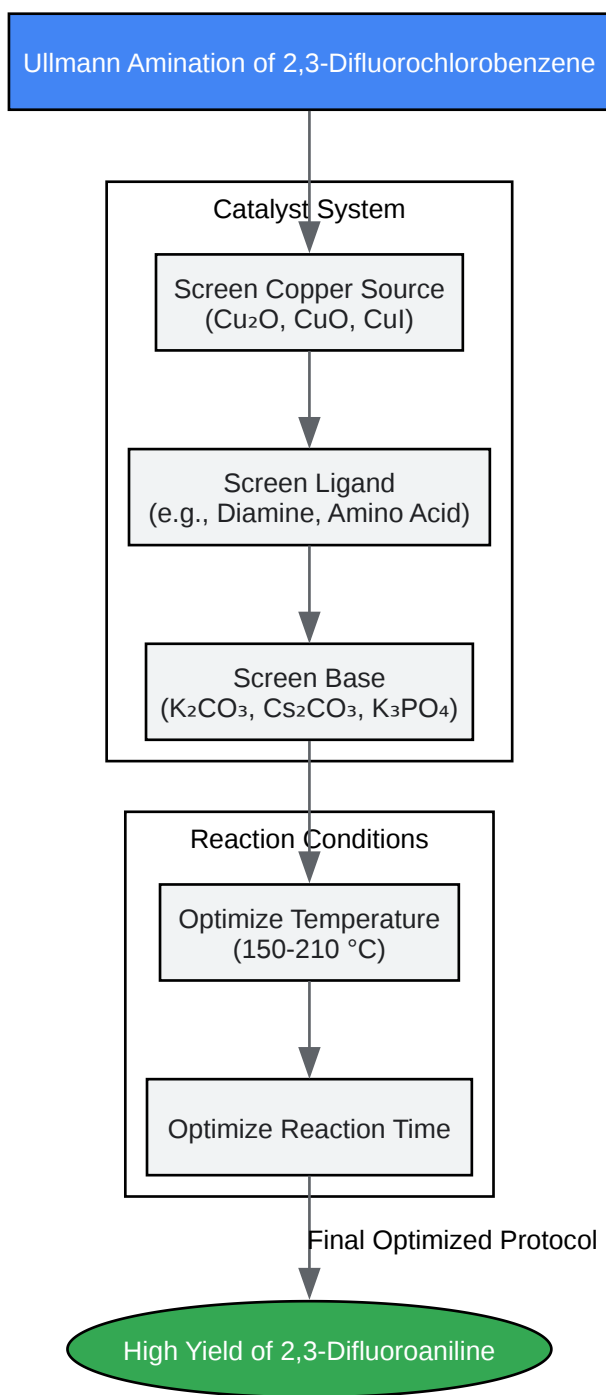 Ullmann Amination of 2,3-Difluorochlorobenzene
Catalyst System
Screen Copper Source
(Cu₂O, CuO, CuI)
Screen Ligand
(e.g., Diamine, Amino Acid)
Screen Base
(K₂CO₃, Cs₂CO₃, K₃PO₄)
Reaction Conditions
Optimize Temperature
(150-210 °C)
Optimize Reaction Time
Final Optimized Protocol
High Yield of 2,3-Difluoroaniline